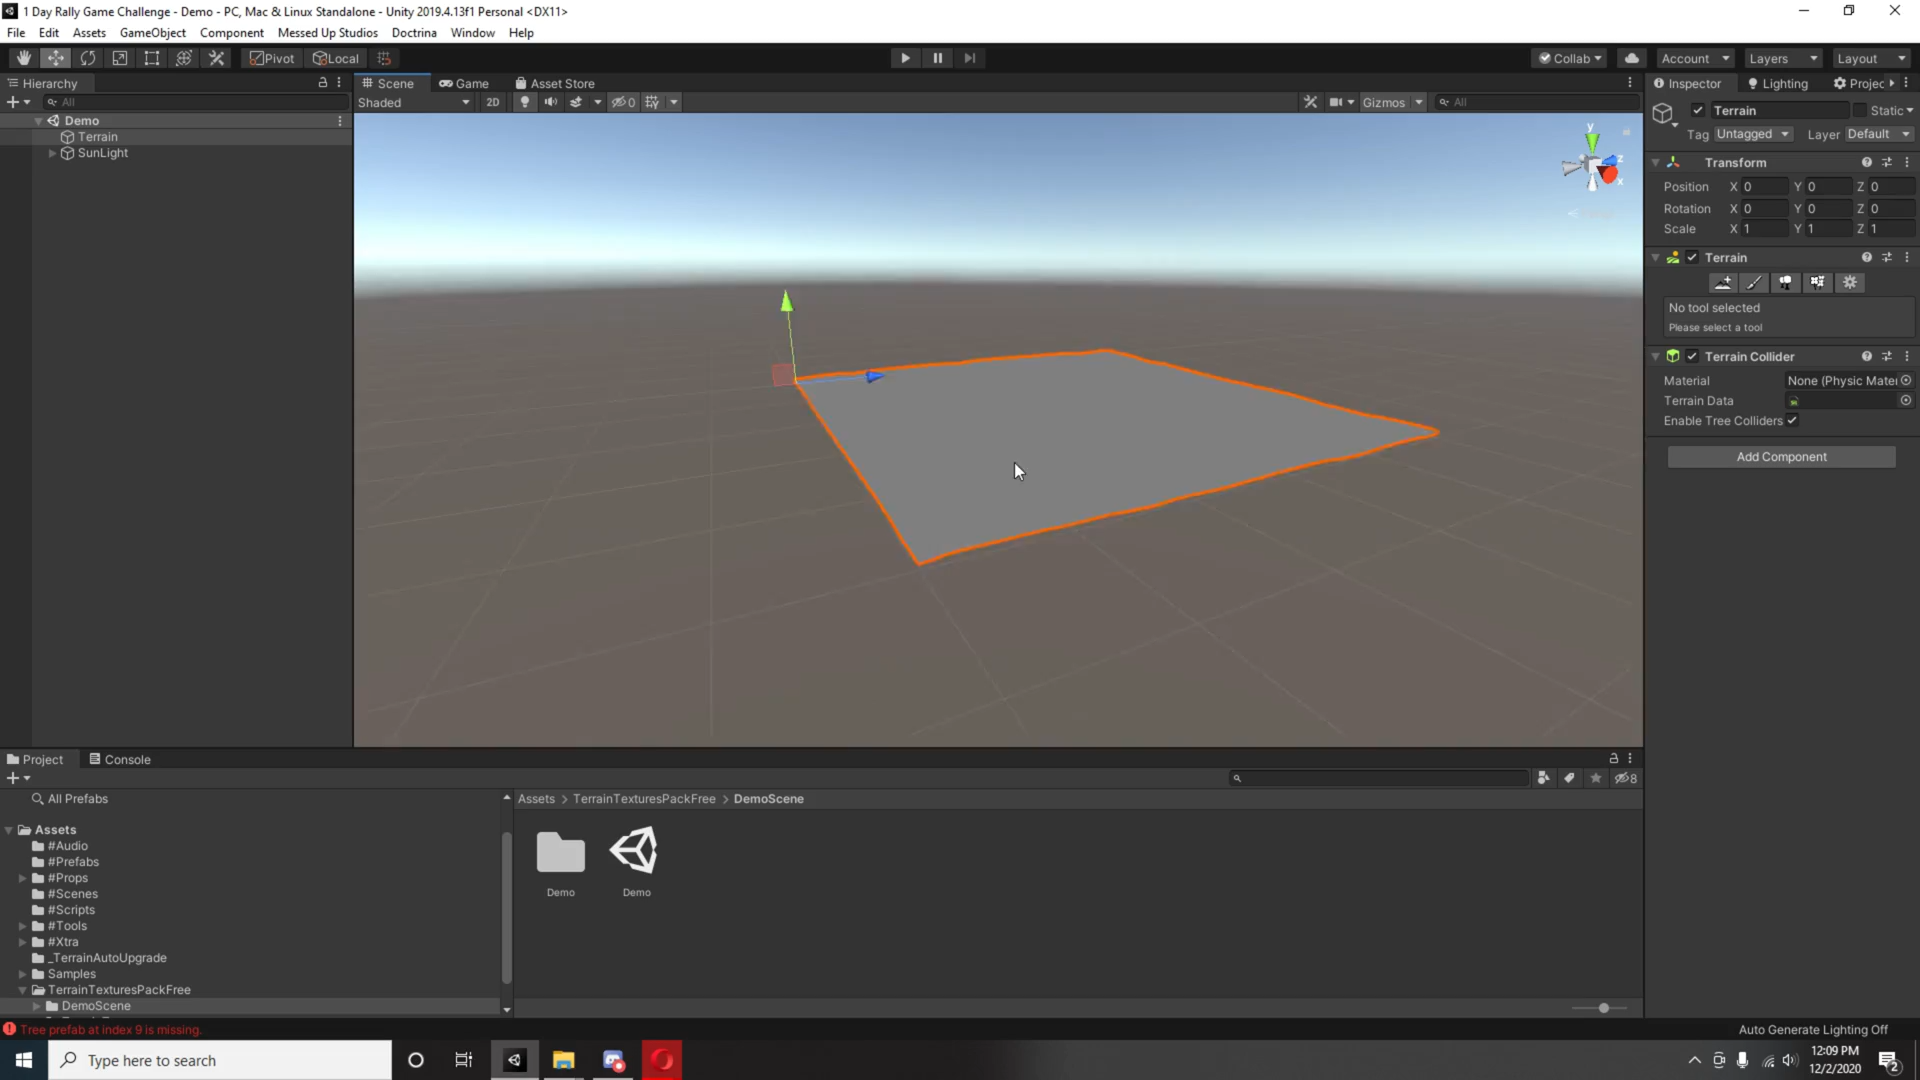 1 Day Rally Game Challenge - Demo - PC, Mac & Linux Standalone - Unity 2019.4.13f1 Personal <DX11>
File Edit Assets GameObject Component Messed Up Studios Doctrina Window Help
Pivot Local Collab Account Layers Layout
Hierarchy Scene Game Asset Store Inspector Lighting Projec
All Shaded 2D 0 Gizmos All
Demo
Terrain
SunLight
y
z
x
Terrain Static
Tag Untagged Layer Default
Transform
Position X 0 Y 0 Z 0
Rotation X 0 Y 0 Z 0
Scale X 1 Y 1 Z 1
Terrain
No tool selected
Please select a tool
Terrain Collider
Material None (Physic Mater
Terrain Data
Enable Tree Colliders
Add Component
Project Console
8
All Prefabs
Assets > TerrainTexturesPackFree > DemoScene
Assets
#Audio
#Prefabs
#Props
#Scenes
#Scripts
#Tools
#Xtra
_TerrainAutoUpgrade
Samples
TerrainTexturesPackFree
DemoScene
Demo Demo
Tree prefab at index 9 is missing.
Auto Generate Lighting Off
Type here to search
12:09 PM
12/2/2020
2